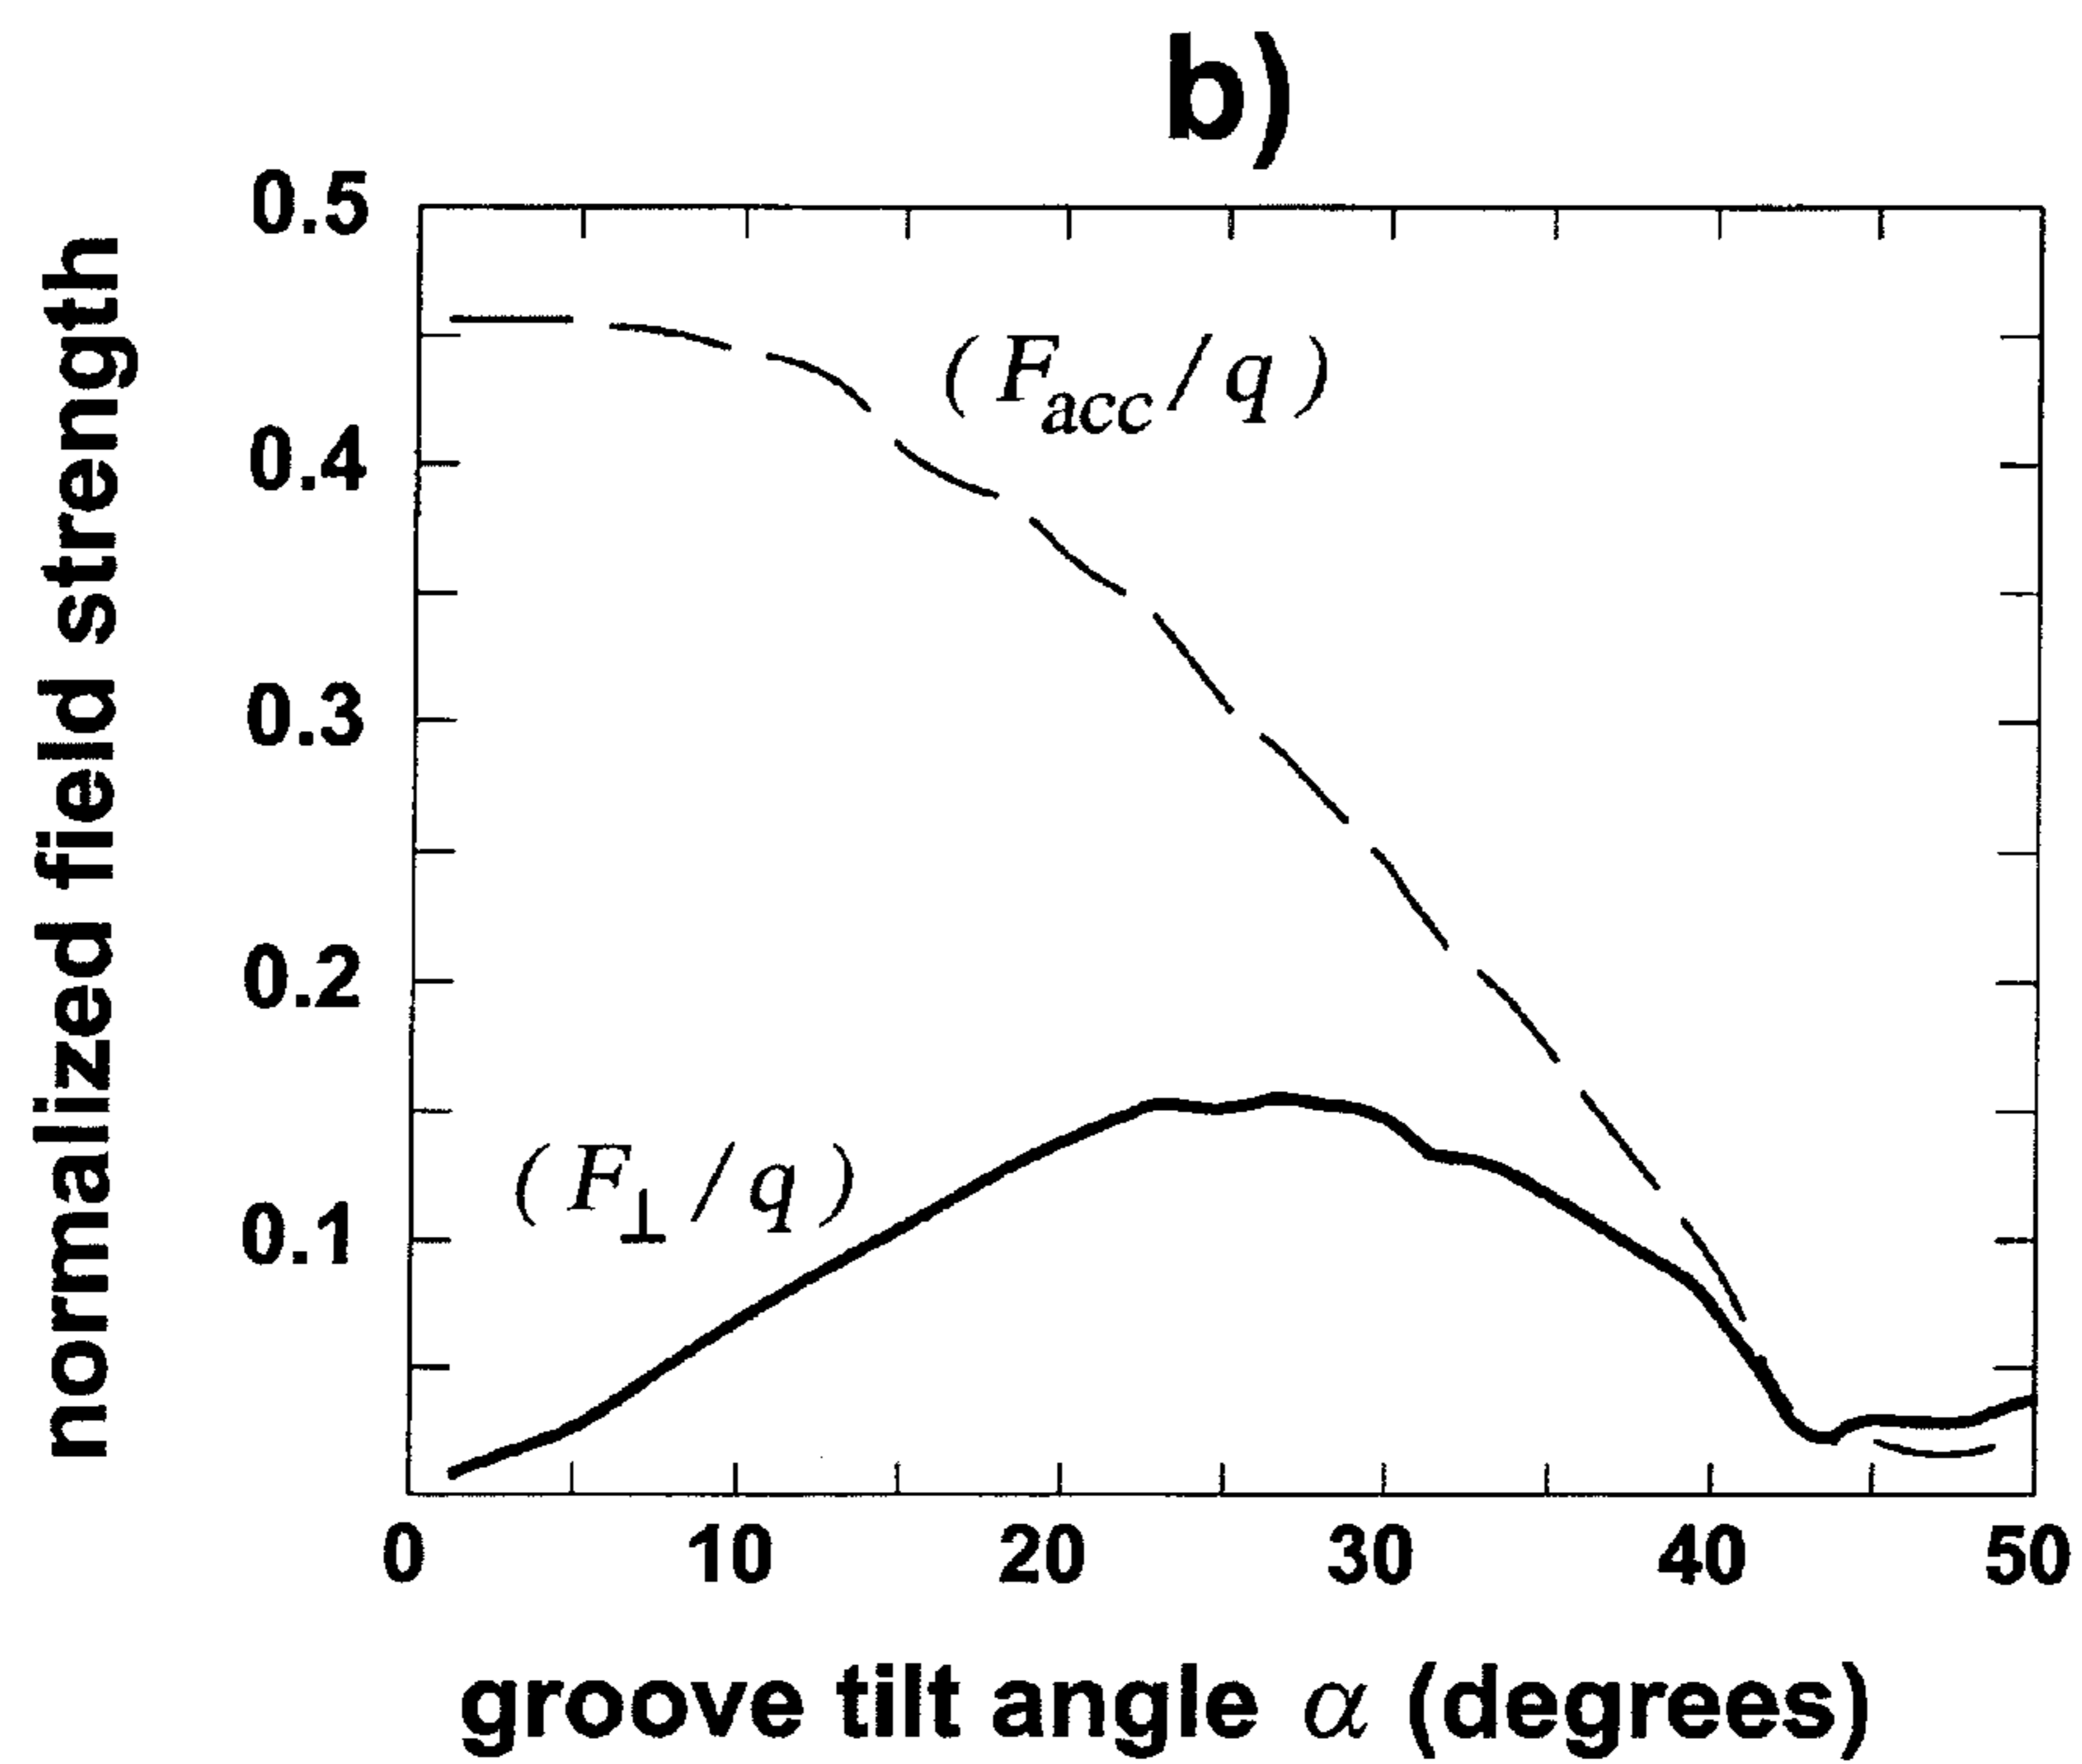 b)
normalized field strength
0.5
0.4
0.3
0.2
0.1
(F_acc/q)
(F_⊥/q)
0 10 20 30 40 50
groove tilt angle α (degrees)